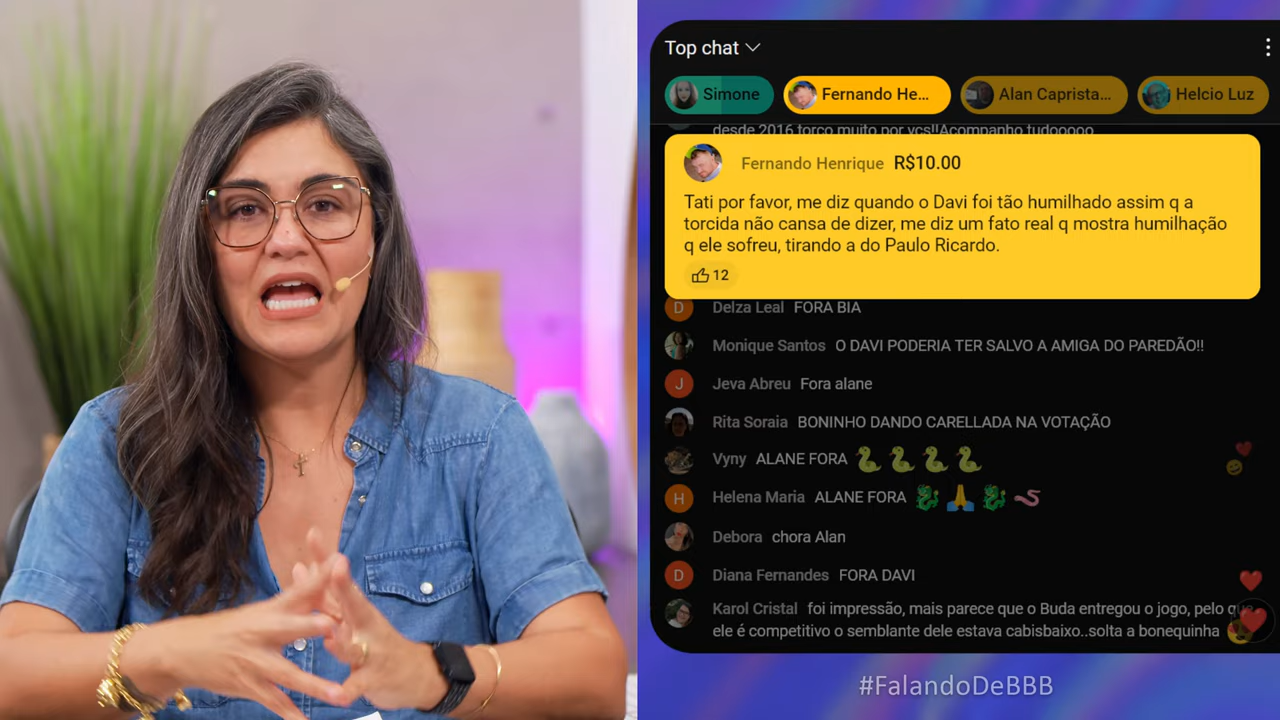 Top chat
Simone
Fernando He...
Alan Caprista...
Helcio Luz
desde 2016 torço muito por vcs!!Acompanho tudooooo
Fernando Henrique R$10.00
Tati por favor, me diz quando o Davi foi tão humilhado assim q a
torcida não cansa de dizer, me diz um fato real q mostra humilhação
q ele sofreu, tirando a do Paulo Ricardo.
12
D Delza Leal FORA BIA
Monique Santos O DAVI PODERIA TER SALVO A AMIGA DO PAREDÃO!!
J Jeva Abreu Fora alane
Rita Soraia BONINHO DANDO CARELLADA NA VOTAÇÃO
Vyny ALANE FORA 🐍 🐍 🐍 🐍
H Helena Maria ALANE FORA 🐉 🙏 🐉 🪱
Debora chora Alan
D Diana Fernandes FORA DAVI
Karol Cristal foi impressão, mais parece que o Buda entregou o jogo, pelo que
ele é competitivo o semblante dele estava cabisbaixo..solta a bonequinha
#FalandoDeBBB